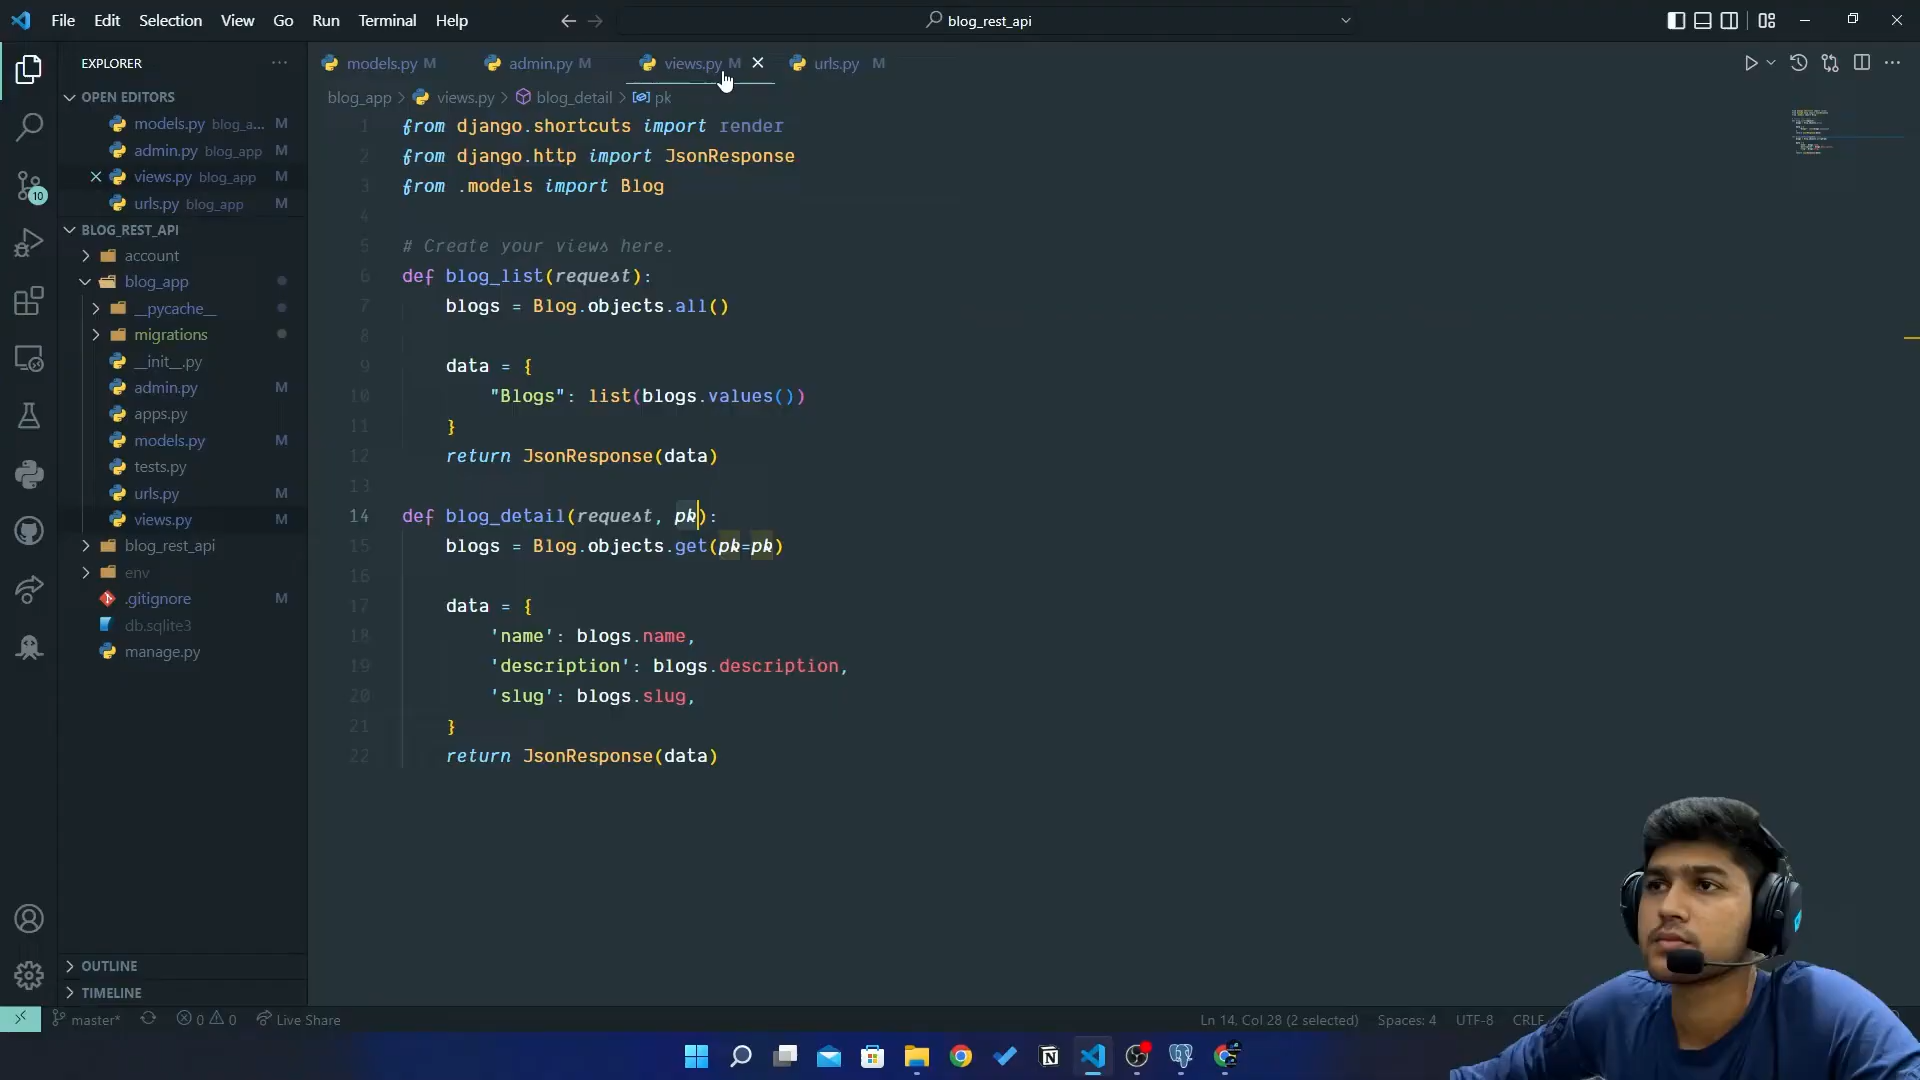 File Edit Selection View Go Run Terminal Help
blog_rest_api
EXPLORER
OPEN EDITORS
models.py blog_a... M
admin.py blog_app M
views.py blog_app M
urls.py blog_app M
BLOG_REST_API
account
blog_app
__pycache__
migrations
__init__.py
admin.py M
apps.py
models.py M
tests.py
urls.py M
views.py M
blog_rest_api
env
.gitignore M
db.sqlite3
manage.py
OUTLINE
TIMELINE
10
models.py M admin.py M views.py M urls.py M
blog_app > views.py > blog_detail > pk
1 from django.shortcuts import render
2 from django.http import JsonResponse
3 from .models import Blog
4
5 # Create your views here.
6 def blog_list(request):
7 blogs = Blog.objects.all()
8
9 data = {
10 "Blogs": list(blogs.values())
11 }
12 return JsonResponse(data)
13
14 def blog_detail(request, pk):
15 blogs = Blog.objects.get(pk=pk)
16
17 data = {
18 'name': blogs.name,
19 'description': blogs.description,
20 'slug': blogs.slug,
21 }
22 return JsonResponse(data)
master* 0 0 Live Share
Ln 14, Col 28 (2 selected) Spaces: 4 UTF-8 CRLF